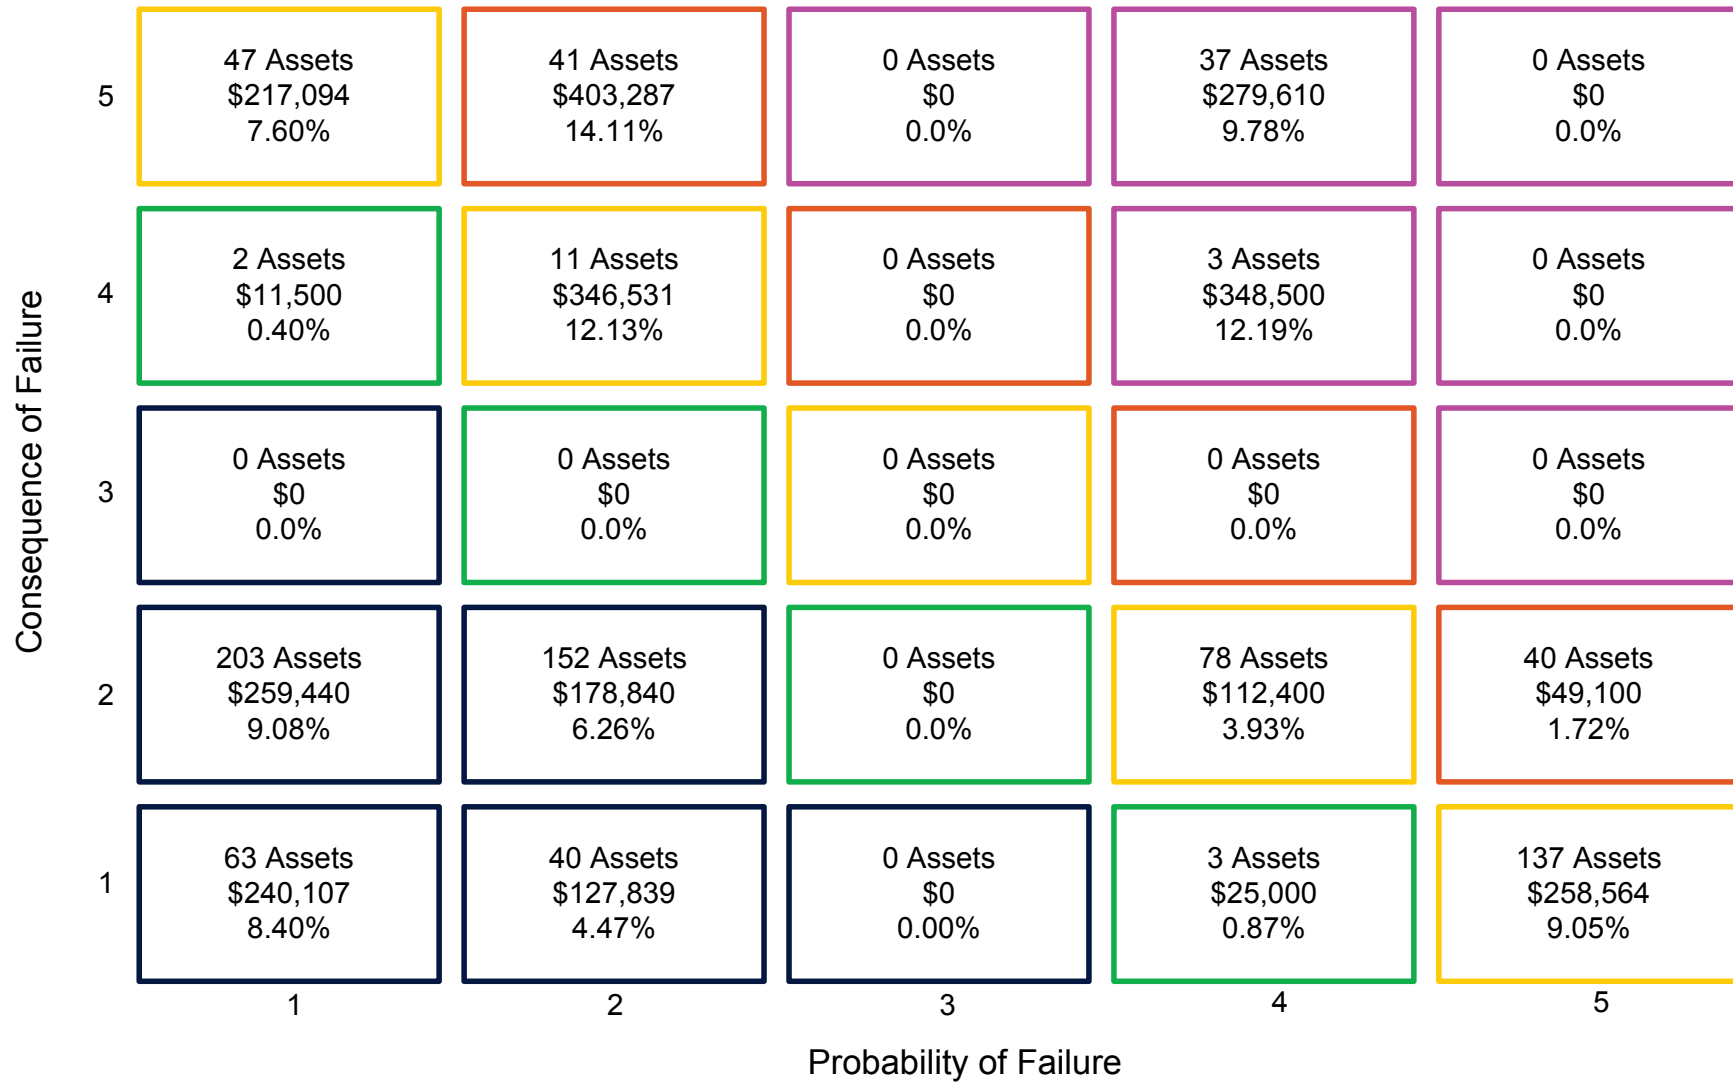 Consequence of Failure
5
47 Assets
$217,094
7.60%
41 Assets
$403,287
14.11%
0 Assets
$0
0.0%
37 Assets
$279,610
9.78%
0 Assets
$0
0.0%
4
2 Assets
$11,500
0.40%
11 Assets
$346,531
12.13%
0 Assets
$0
0.0%
3 Assets
$348,500
12.19%
0 Assets
$0
0.0%
3
0 Assets
$0
0.0%
0 Assets
$0
0.0%
0 Assets
$0
0.0%
0 Assets
$0
0.0%
0 Assets
$0
0.0%
2
203 Assets
$259,440
9.08%
152 Assets
$178,840
6.26%
0 Assets
$0
0.0%
78 Assets
$112,400
3.93%
40 Assets
$49,100
1.72%
1
63 Assets
$240,107
8.40%
40 Assets
$127,839
4.47%
0 Assets
$0
0.00%
3 Assets
$25,000
0.87%
137 Assets
$258,564
9.05%
1
2
3
4
5
Probability of Failure